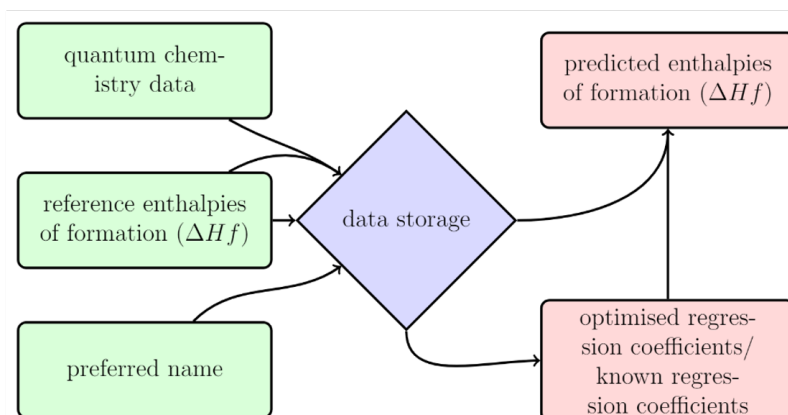 quantum chem-
istry data
reference enthalpies
of formation (ΔHf)
preferred name
data storage
predicted enthalpies
of formation (ΔHf)
optimised regres-
sion coefficients/
known regres-
sion coefficients